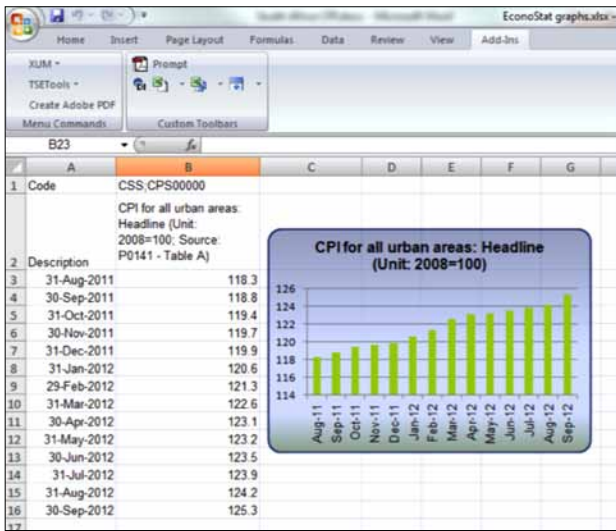 EconoStat graphs.xlsx -
Home Insert Page Layout Formulas Data Review View Add-Ins
XLIM
TSETools
Create Adobe PDF
Menu Commands
Prompt
Custom Toolbars
B23 fx
A B C D E F G
1 Code CSS;CPS00000
2 Description CPI for all urban areas:
Headline (Unit:
2008=100; Source:
P0141 - Table A)
3 31-Aug-2011 118.3
4 30-Sep-2011 118.8
5 31-Oct-2011 119.4
6 30-Nov-2011 119.7
7 31-Dec-2011 119.9
8 31-Jan-2012 120.6
9 29-Feb-2012 121.3
10 31-Mar-2012 122.6
11 30-Apr-2012 123.1
12 31-May-2012 123.2
13 30-Jun-2012 123.5
14 31-Jul-2012 123.9
15 31-Aug-2012 124.2
16 30-Sep-2012 125.3
17
CPI for all urban areas: Headline
(Unit: 2008=100)
126
124
122
120
118
116
114
Aug-11 Sep-11 Oct-11 Nov-11 Dec-11 Jan-12 Feb-12 Mar-12 Apr-12 May-12 Jun-12 Jul-12 Aug-12 Sep-12